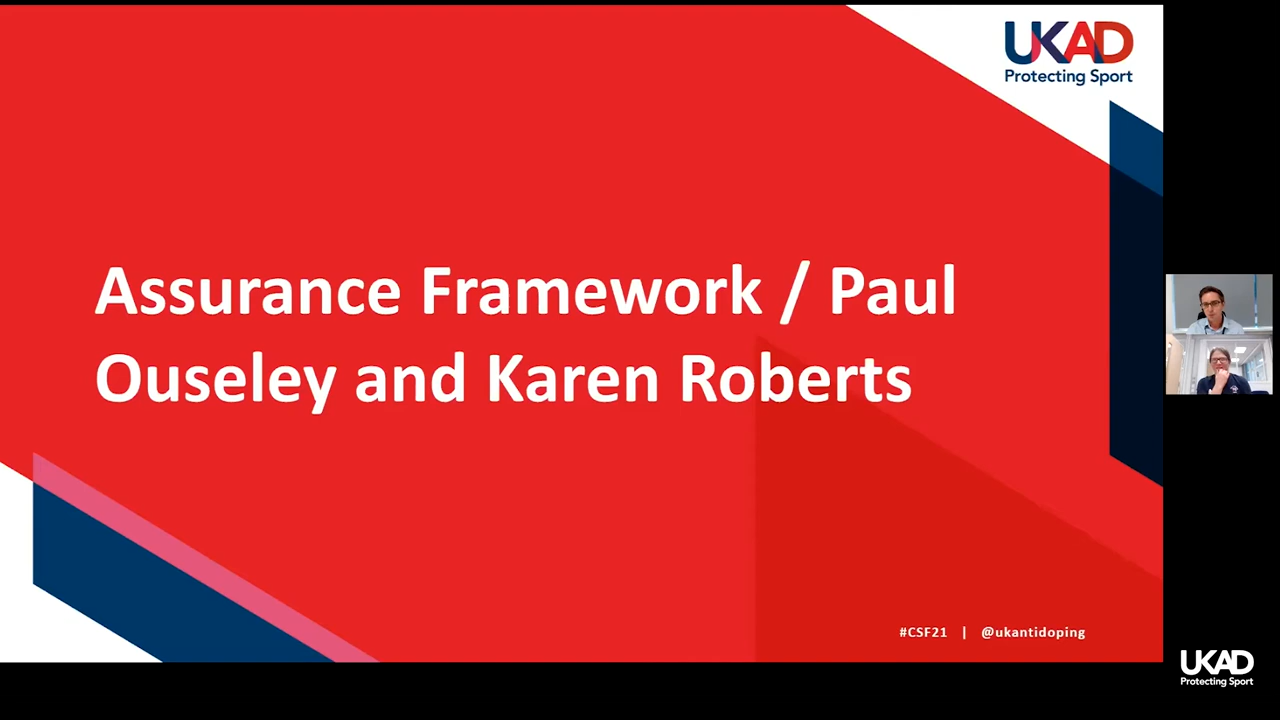 UKAD
Protecting Sport
Assurance Framework / Paul
Ouseley and Karen Roberts
#CSF21 | @ukantidoping
UKAD
Protecting Sport